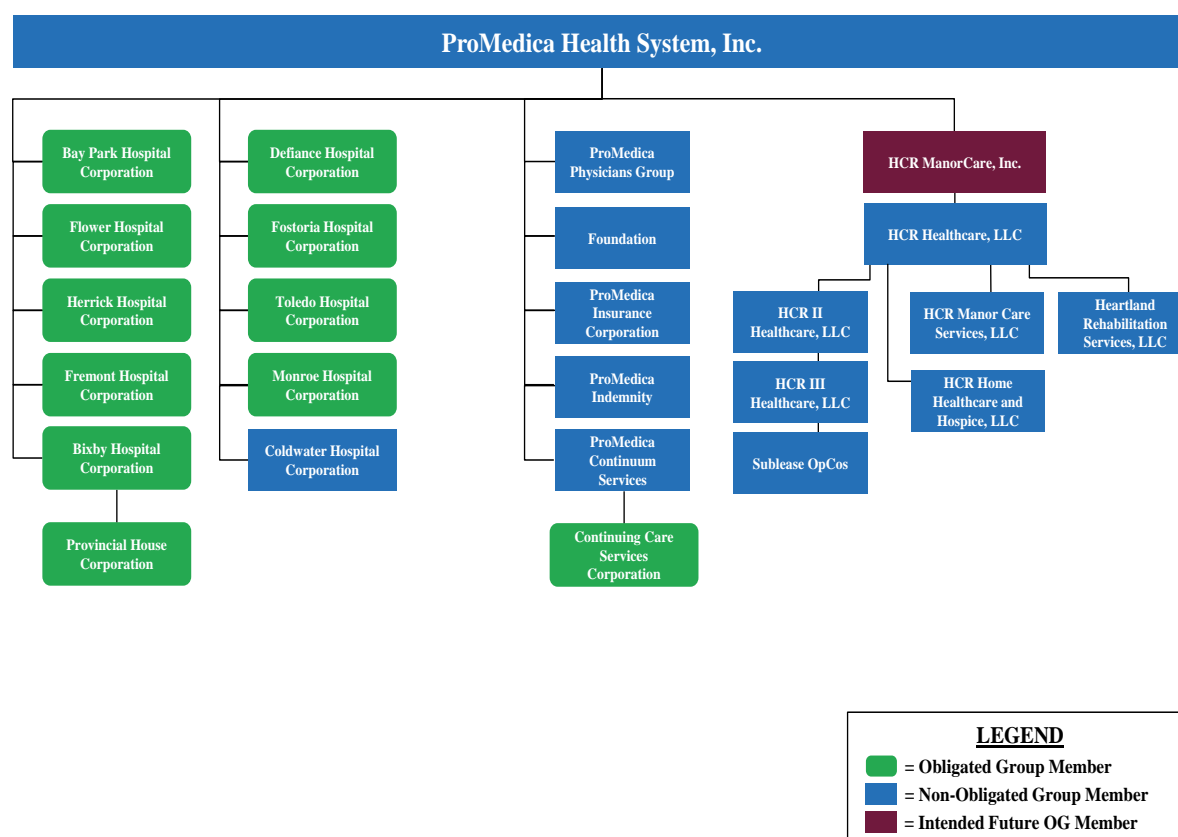 ProMedica Health System, Inc.
Bay Park Hospital
Corporation
Flower Hospital
Corporation
Herrick Hospital
Corporation
Fremont Hospital
Corporation
Bixby Hospital
Corporation
Provincial House
Corporation
Defiance Hospital
Corporation
Fostoria Hospital
Corporation
Toledo Hospital
Corporation
Monroe Hospital
Corporation
Coldwater Hospital
Corporation
ProMedica
Physicians Group
Foundation
ProMedica
Insurance
Corporation
ProMedica
Indemnity
ProMedica
Continuum
Services
Continuing Care
Services
Corporation
HCR ManorCare, Inc.
HCR Healthcare, LLC
HCR II
Healthcare, LLC
HCR III
Healthcare, LLC
Sublease OpCos
HCR Manor Care
Services, LLC
HCR Home
Healthcare and
Hospice, LLC
Heartland
Rehabilitation
Services, LLC
LEGEND
= Obligated Group Member
= Non-Obligated Group Member
= Intended Future OG Member